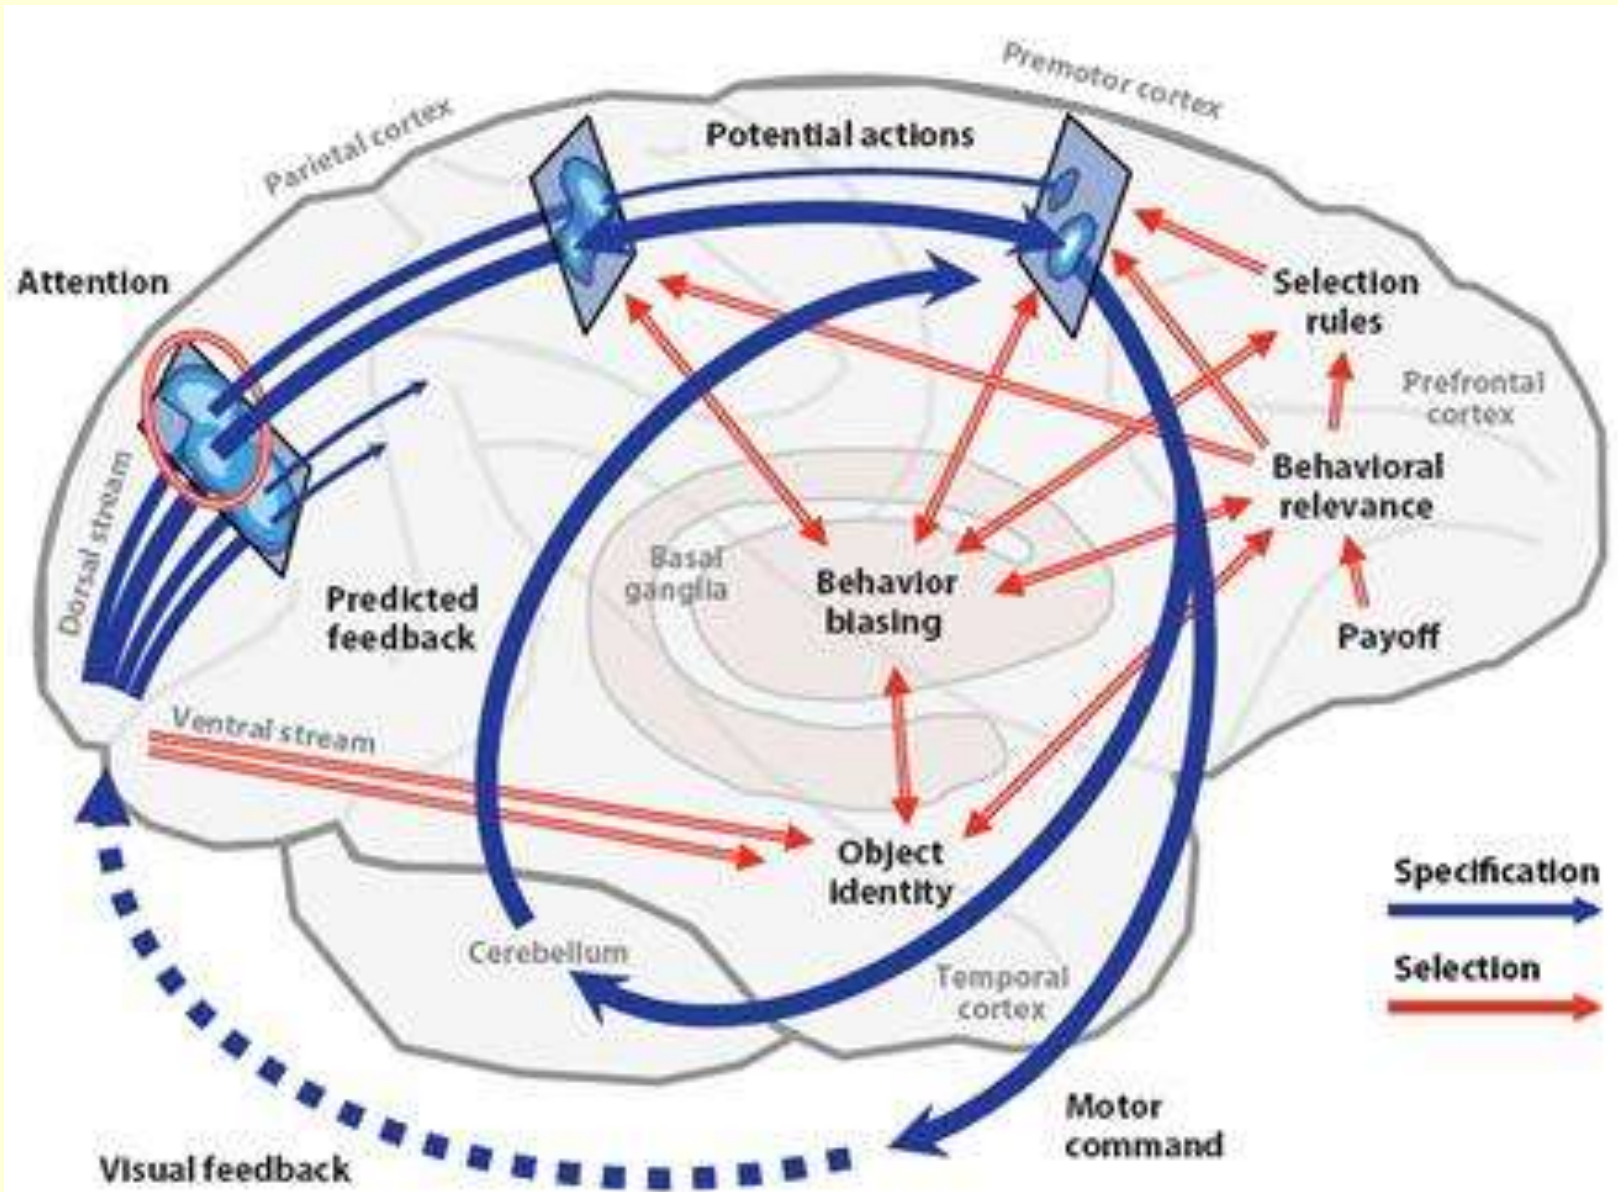 Premotor cortex
Parietal cortex
Potential actions
Attention
Selection
rules
Prefrontal
cortex
Behavioral
relevance
Dorsal stream
Basal
ganglia
Behavior
biasing
Predicted
feedback
Payoff
Ventral stream
Object
identity
Specification
Cerebellum
Temporal
cortex
Selection
Motor
command
Visual feedback